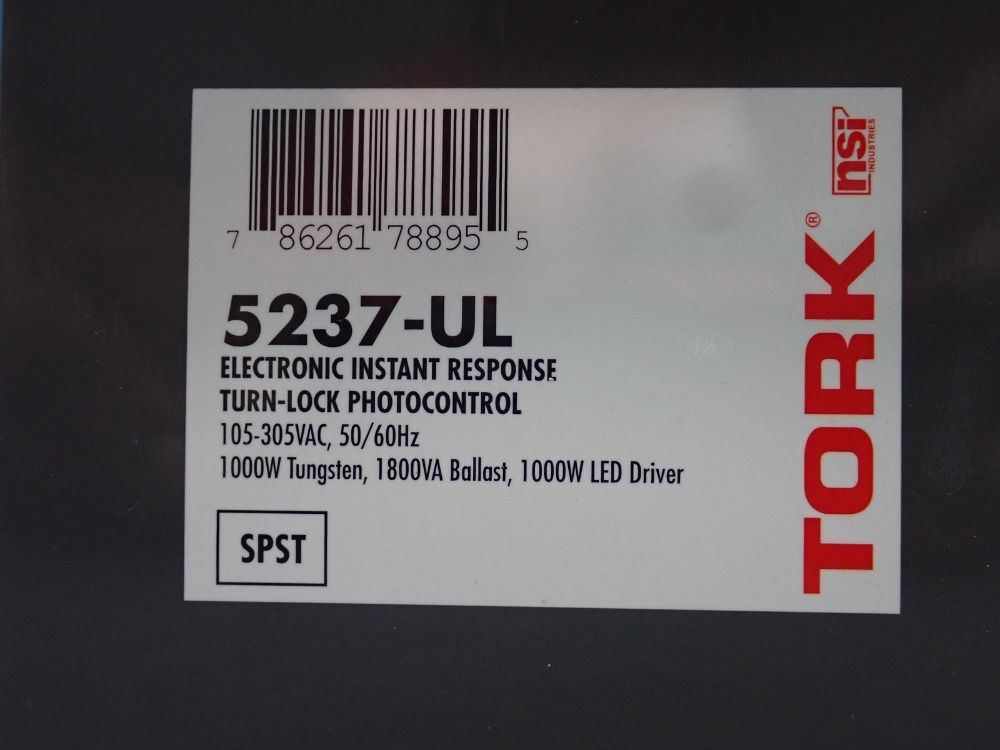 7 86261 78895 5
5237-UL
ELECTRONIC INSTANT RESPONSE
TURN-LOCK PHOTOCONTROL
105-305VAC, 50/60Hz
1000W Tungsten, 1800VA Ballast, 1000W LED Driver
SPST
TORK®
nsi
INDUSTRIES